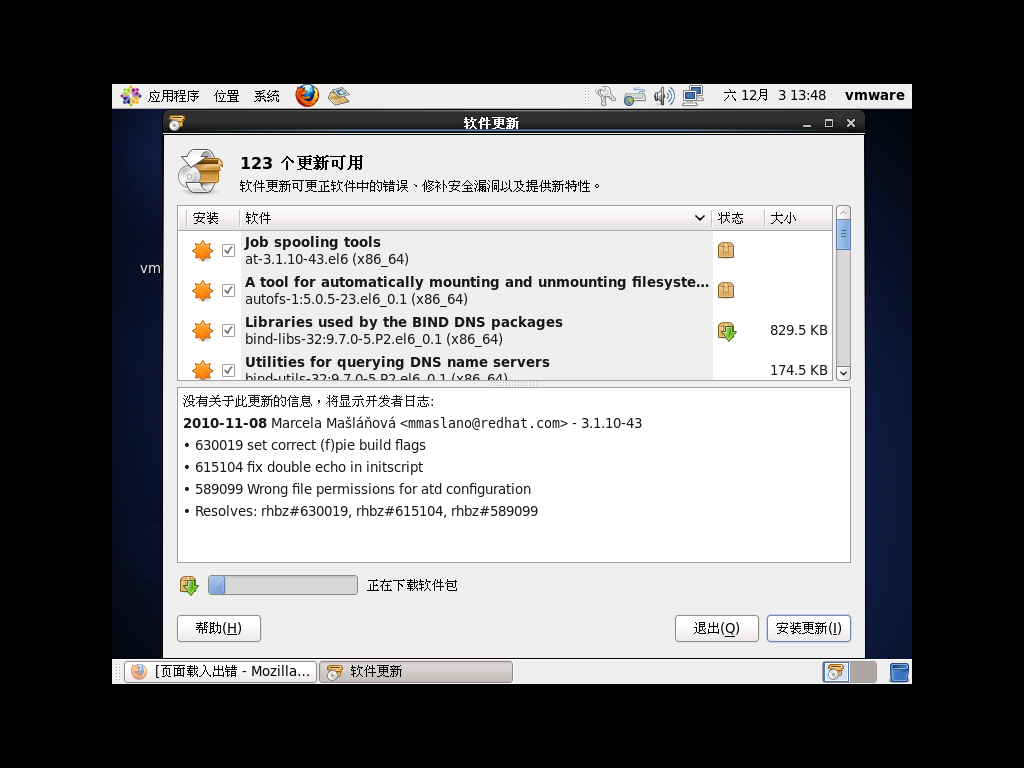 应用程序 位置 系统 六 12月 3 13:48 vmware
软件更新
123 个更新可用
软件更新可更正软件中的错误、修补安全漏洞以及提供新特性。
安装 软件 状态 大小
Job spooling tools
at-3.1.10-43.el6 (x86_64)
A tool for automatically mounting and unmounting filesyste...
autofs-1:5.0.5-23.el6_0.1 (x86_64)
Libraries used by the BIND DNS packages
bind-libs-32:9.7.0-5.P2.el6_0.1 (x86_64) 829.5 KB
Utilities for querying DNS name servers
bind-utils-32:9.7.0-5.P2.el6_0.1 (x86_64) 174.5 KB
vm
没有关于此更新的信息，将显示开发者日志:
2010-11-08 Marcela Mašláňová <mmaslano@redhat.com> - 3.1.10-43
• 630019 set correct (f)pie build flags
• 615104 fix double echo in initscript
• 589099 Wrong file permissions for atd configuration
• Resolves: rhbz#630019, rhbz#615104, rhbz#589099
正在下载软件包
帮助(H) 退出(Q) 安装更新(I)
[页面载入出错 - Mozilla... 软件更新